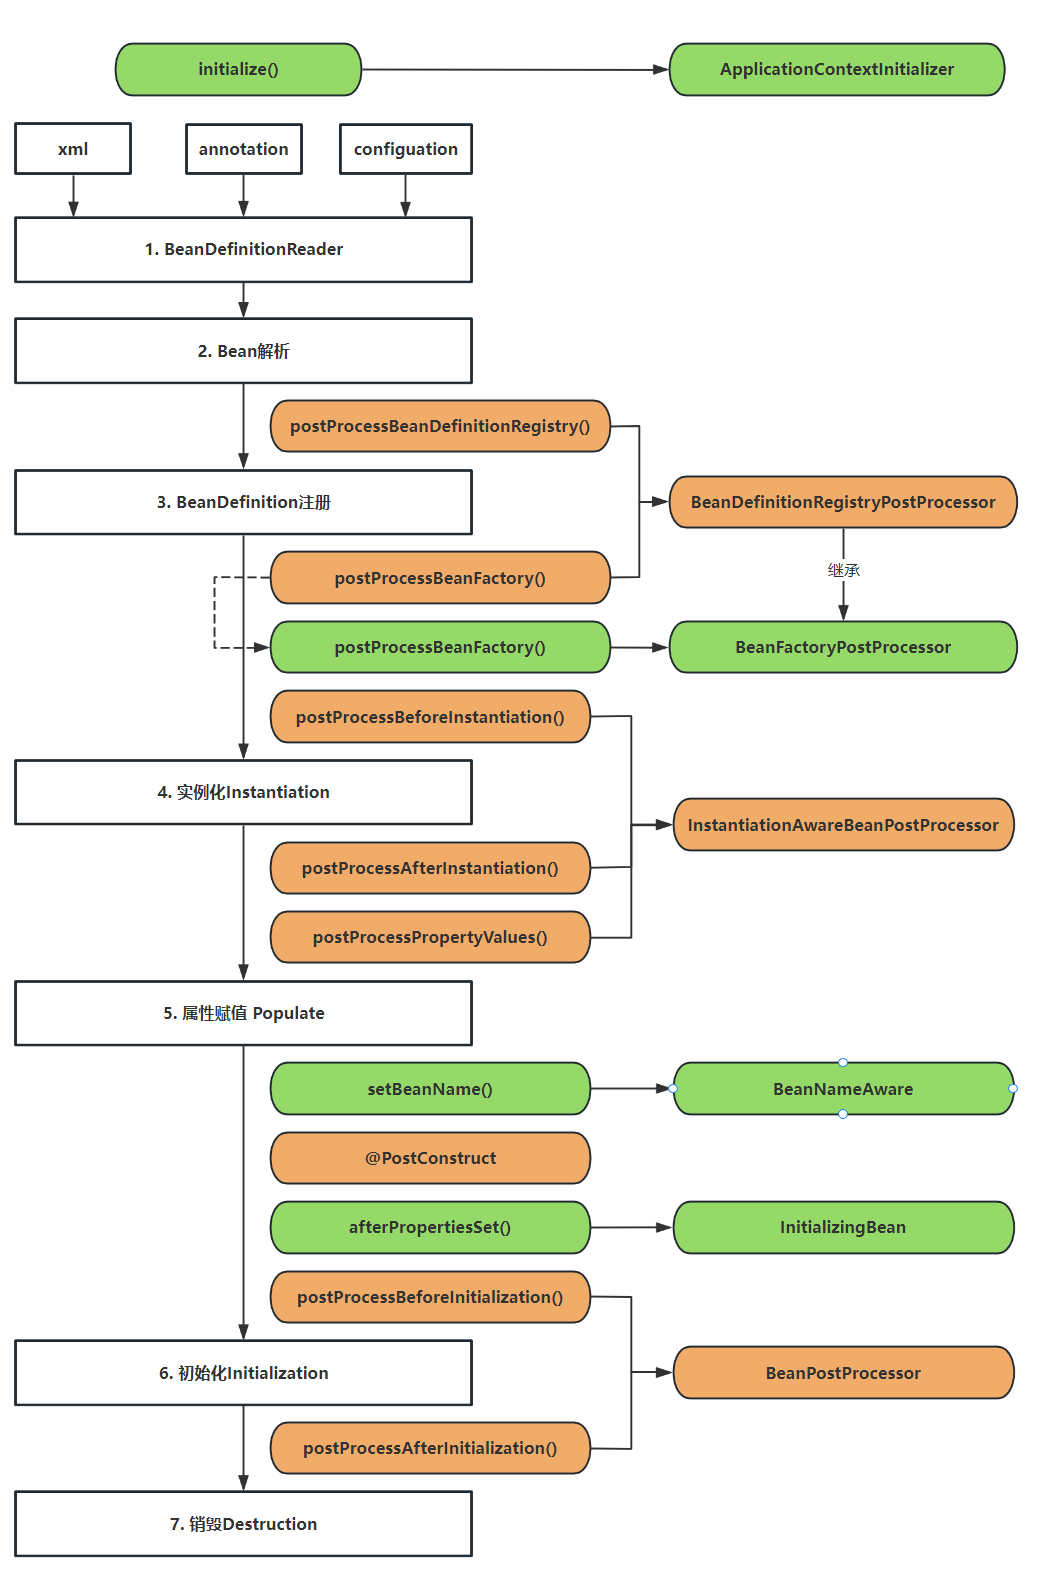 initialize()
ApplicationContextInitializer
xml
annotation
configuation
1. BeanDefinitionReader
2. Bean解析
postProcessBeanDefinitionRegistry()
3. BeanDefinition注册
BeanDefinitionRegistryPostProcessor
继承
postProcessBeanFactory()
postProcessBeanFactory()
BeanFactoryPostProcessor
postProcessBeforeInstantiation()
4. 实例化Instantiation
InstantiationAwareBeanPostProcessor
postProcessAfterInstantiation()
postProcessPropertyValues()
5. 属性赋值 Populate
setBeanName()
BeanNameAware
@PostConstruct
afterPropertiesSet()
InitializingBean
postProcessBeforeInitialization()
6. 初始化Initialization
BeanPostProcessor
postProcessAfterInitialization()
7. 销毁Destruction